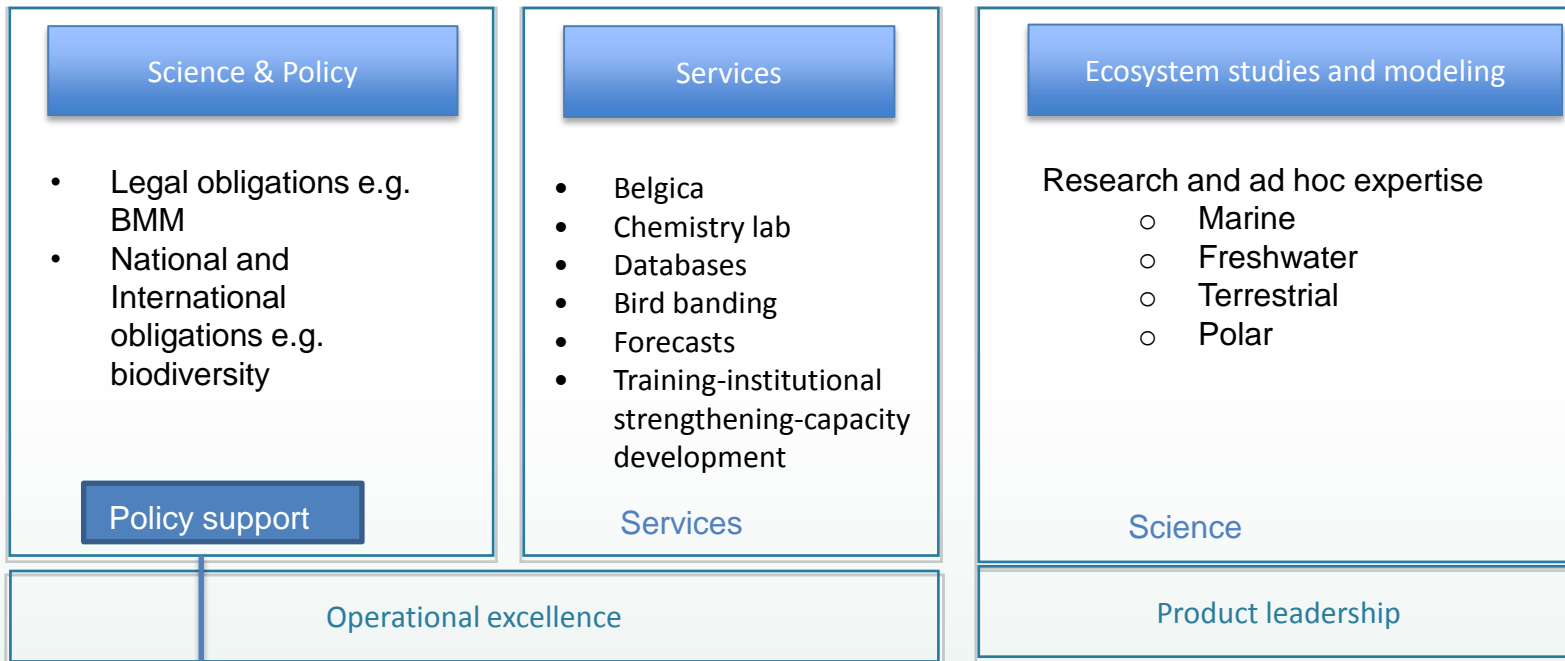 Science & Policy
• Legal obligations e.g.
BMM
• National and
International
obligations e.g.
biodiversity
Policy support
Services
• Belgica
• Chemistry lab
• Databases
• Bird banding
• Forecasts
• Training-institutional
strengthening-capacity
development
Services
Ecosystem studies and modeling
Research and ad hoc expertise
o Marine
o Freshwater
o Terrestrial
o Polar
Science
Operational excellence
Product leadership